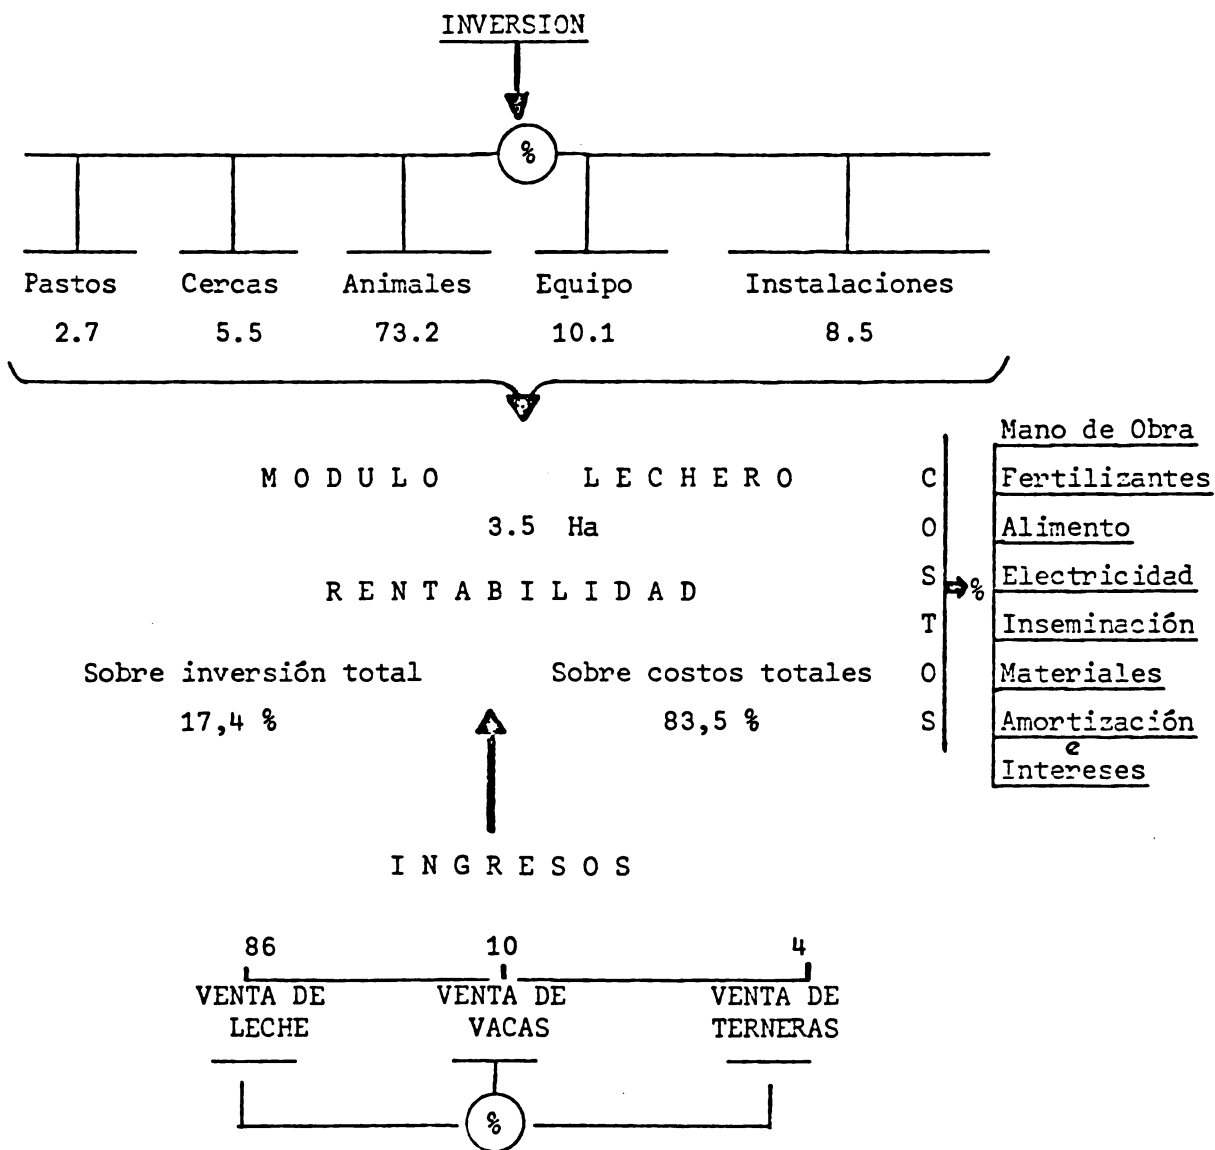 INVERSION
%
Pastos Cercas Animales Equipo Instalaciones
2.7 5.5 73.2 10.1 8.5
MODULO LECHERO
3.5 Ha
RENTABILIDAD
Sobre inversión total Sobre costos totales
17,4 % 83,5 %
COSTOS
%
Mano de Obra
Fertilizantes
Alimento
Electricidad
Inseminación
Materiales
Amortización
e
Intereses
INGRESOS
86 10 4
VENTA DE VENTA DE VENTA DE
LECHE VACAS TERNERAS
%